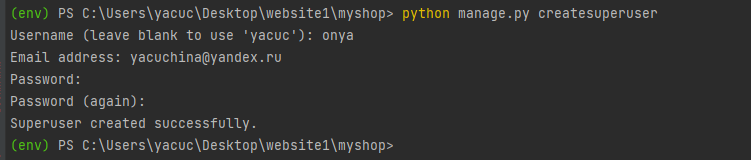 (env) PS C:\Users\yacuc\Desktop\website1\myshop> python manage.py createsuperuser
Username (leave blank to use 'yacuc'): onya
Email address: yacuchina@yandex.ru
Password:
Password (again):
Superuser created successfully.
(env) PS C:\Users\yacuc\Desktop\website1\myshop>